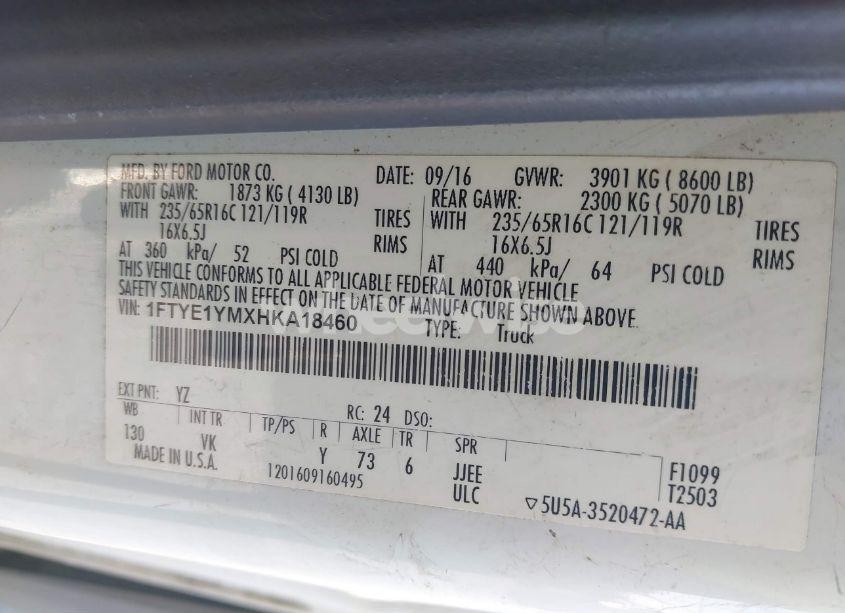 MFD. BY FORD MOTOR CO. DATE: 09/16 GVWR: 3901 KG ( 8600 LB)
FRONT GAWR: 1873 KG ( 4130 LB) REAR GAWR: 2300 KG ( 5070 LB)
WITH 235/65R16C 121/119R TIRES WITH 235/65R16C 121/119R TIRES
16X6.5J RIMS 16X6.5J RIMS
AT 360 kPa/ 52 PSI COLD AT 440 kPa/ 64 PSI COLD
THIS VEHICLE CONFORMS TO ALL APPLICABLE FEDERAL MOTOR VEHICLE
SAFETY STANDARDS IN EFFECT ON THE DATE OF MANUFACTURE SHOWN ABOVE.
VIN: 1FTYE1YMXHKA18460 TYPE: Truck
EXT PNT: YZ RC: 24 DSO:
WB INT TR TP/PS R AXLE TR SPR
130 VK Y 73 6 JJEE F1099
MADE IN U.S.A. 1201609160495 ULC T2503
▽5U5A-3520472-AA